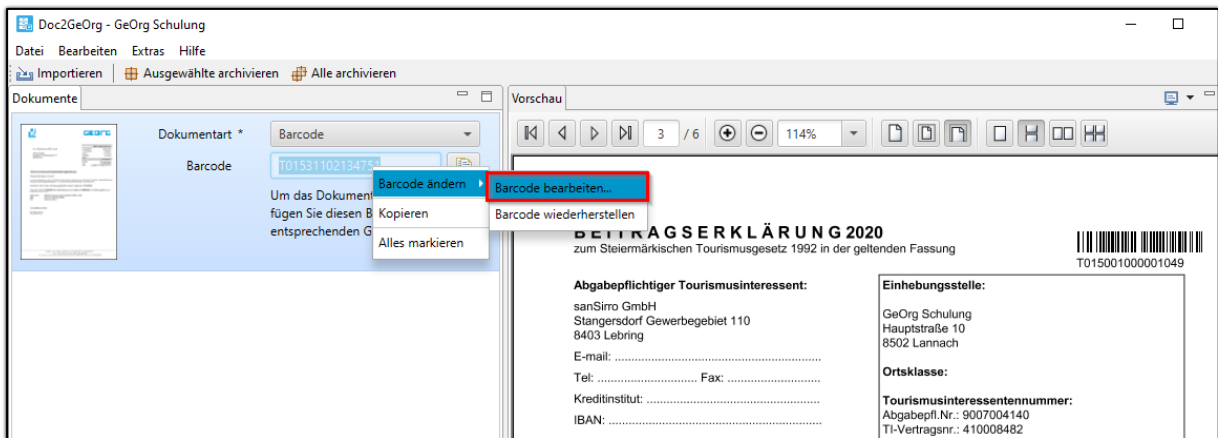 Doc2GeOrg - GeOrg Schulung
Datei Bearbeiten Extras Hilfe
Importieren Ausgewählte archivieren Alle archivieren
Dokumente
GEORG
Dokumentart * Barcode
Barcode T01531102134751
Um das Dokument
fügen Sie diesen B
entsprechenden G
Barcode ändern
Kopieren
Alles markieren
Barcode bearbeiten...
Barcode wiederherstellen
Vorschau
3 / 6 114%
BEITRAGSERKLÄRUNG 2020
zum Steiermärkischen Tourismusgesetz 1992 in der geltenden Fassung
T015001000001049
Abgabepflichtiger Tourismusinteressent:
sanSirro GmbH
Stangersdorf Gewerbegebiet 110
8403 Lebring
E-mail:
Tel: Fax:
Kreditinstitut:
IBAN:
Einhebungsstelle:
GeOrg Schulung
Hauptstraße 10
8502 Lannach
Ortsklasse:
Tourismusinteressentennummer:
Abgabepfl.Nr.: 9007004140
TI-Vertragsnr.: 410008482